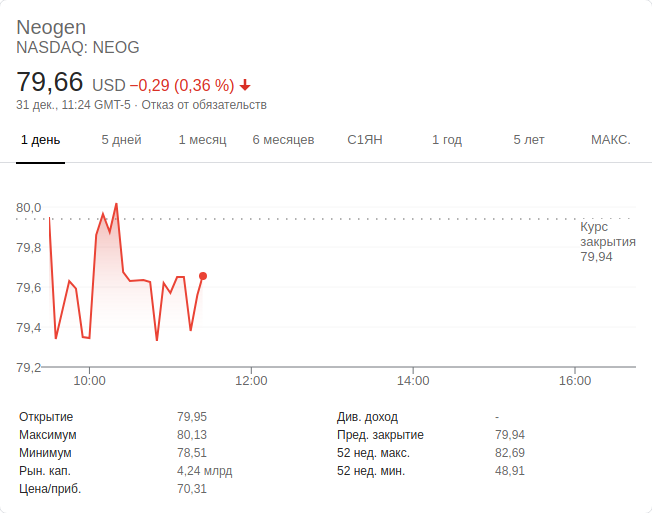 Neogen
NASDAQ: NEOG
79,66 USD −0,29 (0,36 %)
31 дек., 11:24 GMT-5 · Отказ от обязательств
1 день 5 дней 1 месяц 6 месяцев С1ЯН 1 год 5 лет МАКС.
80,0
79,8
79,6
79,4
79,2
Курс
закрытия
79,94
10:00 12:00 14:00 16:00
Открытие 79,95 Див. доход -
Максимум 80,13 Пред. закрытие 79,94
Минимум 78,51 52 нед. макс. 82,69
Рын. кап. 4,24 млрд 52 нед. мин. 48,91
Цена/приб. 70,31